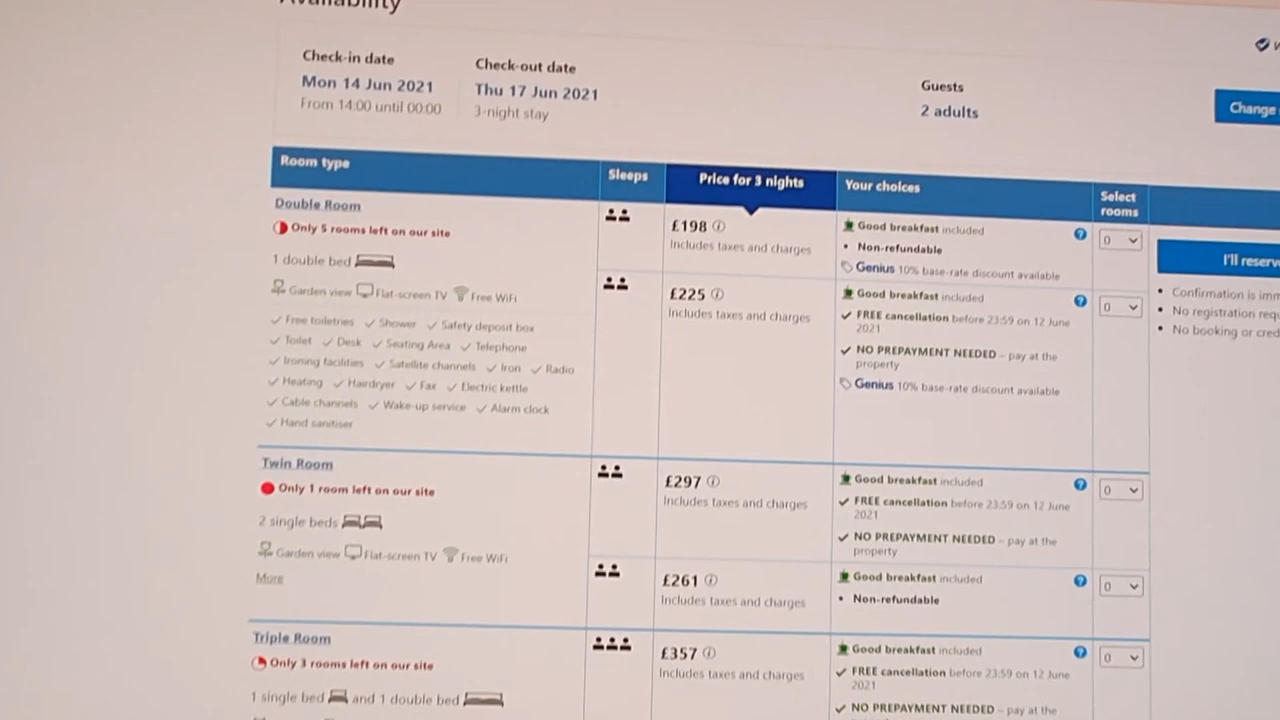 Availability
Check-in date
Mon 14 Jun 2021
From 14:00 until 00:00
Check-out date
Thu 17 Jun 2021
3-night stay
Guests
2 adults
Change
Room type
Sleeps
Price for 3 nights
Your choices
Select
rooms
Double Room
Only 5 rooms left on our site
1 double bed
Garden view Flat-screen TV Free WiFi
Free toiletries Shower Safety deposit box
Toilet Desk Seating Area Telephone
Ironing facilities Satellite channels Iron Radio
Heating Hairdryer Fax Electric kettle
Cable channels Wake-up service Alarm clock
Hand sanitiser
£198
Includes taxes and charges
Good breakfast included
• Non-refundable
Genius 10% base-rate discount available
0
I'll reserve
• Confirmation is imm
• No registration requ
• No booking or cred
£225
Includes taxes and charges
Good breakfast included
FREE cancellation before 23:59 on 12 June
2021
NO PREPAYMENT NEEDED – pay at the
property
Genius 10% base-rate discount available
0
Twin Room
Only 1 room left on our site
2 single beds
Garden view Flat-screen TV Free WiFi
More
£297
Includes taxes and charges
Good breakfast included
FREE cancellation before 23:59 on 12 June
2021
NO PREPAYMENT NEEDED – pay at the
property
0
£261
Includes taxes and charges
Good breakfast included
• Non-refundable
0
Triple Room
Only 3 rooms left on our site
1 single bed and 1 double bed
£357
Includes taxes and charges
Good breakfast included
FREE cancellation before 23:59 on 12 June
2021
NO PREPAYMENT NEEDED – pay at the
0